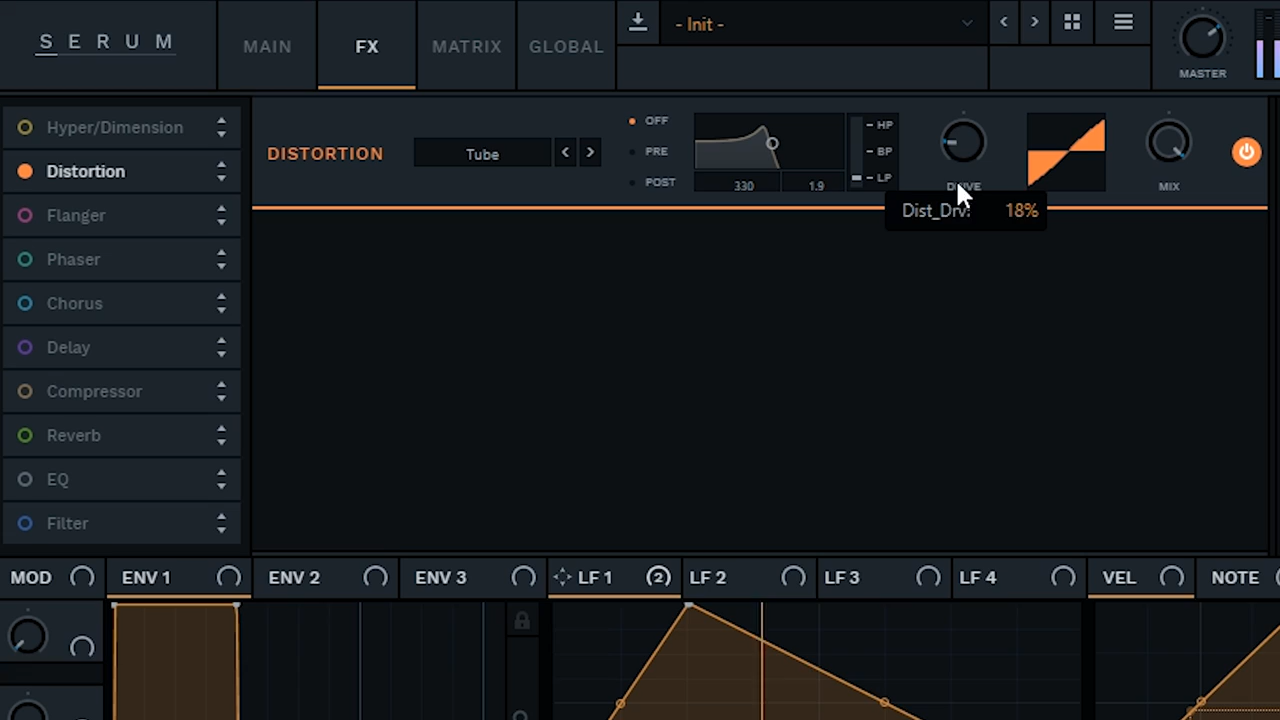 SERUM
MAIN
FX
MATRIX
GLOBAL
- Init -
MASTER
Hyper/Dimension
Distortion
Flanger
Phaser
Chorus
Delay
Compressor
Reverb
EQ
Filter
DISTORTION
Tube
OFF
PRE
POST
330
1.9
HP
BP
LP
DRIVE
MIX
Dist_Drv: 18%
MOD
ENV 1
ENV 2
ENV 3
LF 1
2
LF 2
LF 3
LF 4
VEL
NOTE